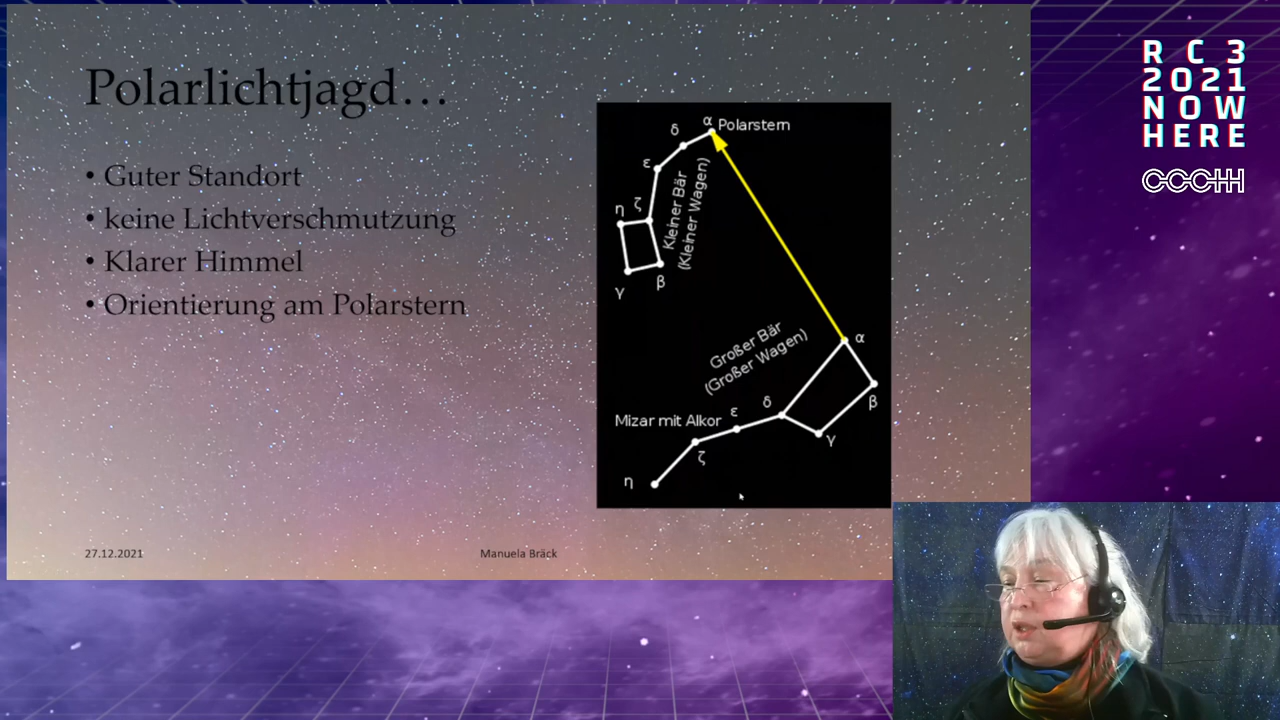 Polarlichtjagd…
• Guter Standort
• keine Lichtverschmutzung
• Klarer Himmel
• Orientierung am Polarstern
α Polarstern
δ
ε
ζ
η
β
γ
Kleiner Bär
(Kleiner Wagen)
Großer Bär
(Großer Wagen)
α
β
γ
δ
ε
Mizar mit Alkor
ζ
η
27.12.2021
Manuela Bräck
R C 3
2021
NOW
HERE
CCCHH